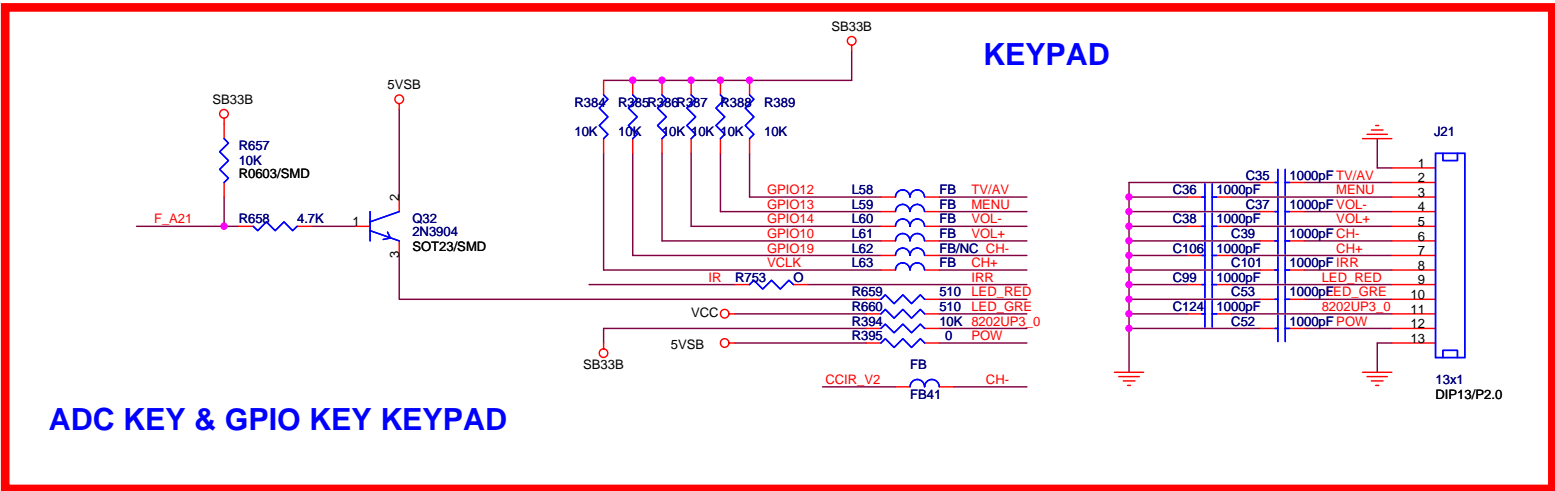 SB33B
KEYPAD
5VSB
SB33B
R384 R385 R386 R387 R388 R389
10K 10K 10K 10K 10K 10K
J21
R657
10K
R0603/SMD
1
C35 1000pF TV/AV 2
GPIO12 L58 FB TV/AV
C36 1000pF MENU 3
GPIO13 L59 FB MENU
C37 1000pF VOL- 4
GPIO14 L60 FB VOL-
C38 1000pF VOL+ 5
GPIO10 L61 FB VOL+
C39 1000pF CH- 6
GPIO19 L62 FB/NC CH-
C106 1000pF CH+ 7
VCLK L63 FB CH+
C101 1000pF IRR 8
IR R753 O IRR
C99 1000pF LED_RED 9
R659 510 LED_RED
C53 1000pF LED_GRE 10
VCC R660 510 LED_GRE
C124 1000pF 8202UP3_0 11
R394 10K 8202UP3_0
C52 1000pF POW 12
5VSB R395 0 POW
13
F_A21 R658 4.7K 1
2
Q32
2N3904
SOT23/SMD
3
SB33B
FB
CCIR_V2 CH-
FB41
13x1
DIP13/P2.0
ADC KEY & GPIO KEY KEYPAD